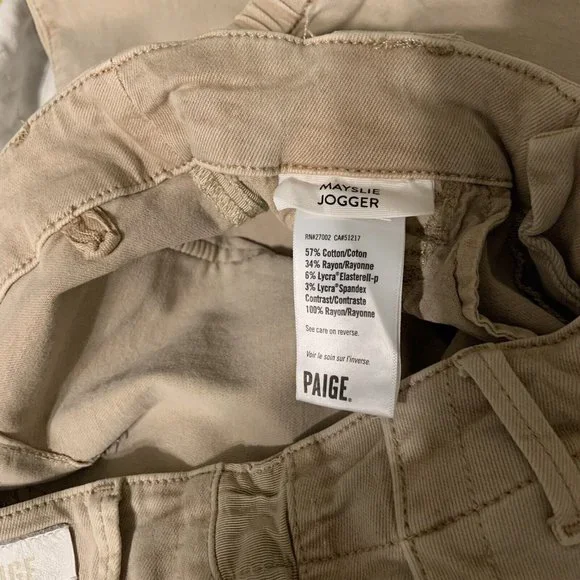 MAYSLIE
JOGGER
RN#27002 CA#51217
57% Cotton/Coton
34% Rayon/Rayonne
6% Lycra® Elasterell-p
3% Lycra® Spandex
Contrast/Contraste
100% Rayon/Rayonne
See care on reverse.
Voir le soin sur l'inverse.
PAIGE®